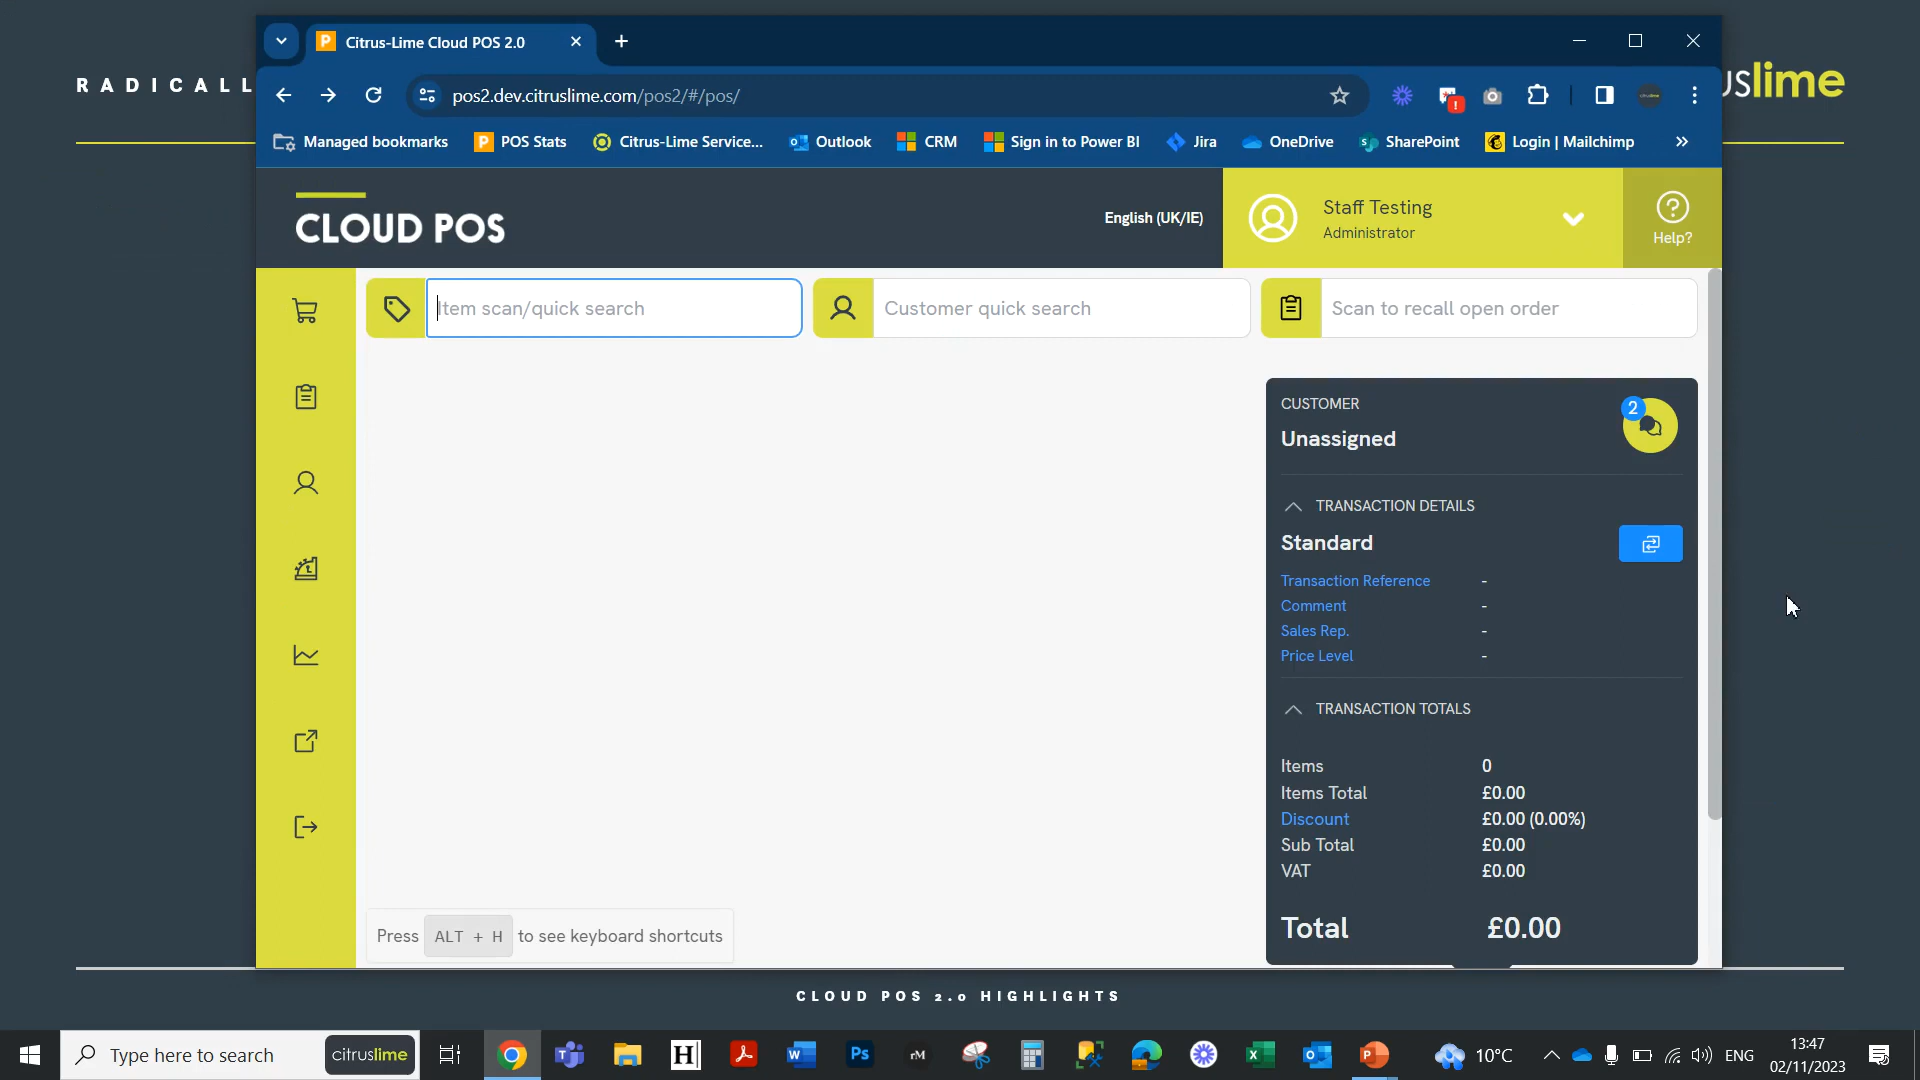 RADICALL
uslime
Citrus-Lime Cloud POS 2.0
pos2.dev.citruslime.com/pos2/#/pos/
Managed bookmarks
POS Stats
Citrus-Lime Service...
Outlook
CRM
Sign in to Power BI
Jira
OneDrive
SharePoint
Login | Mailchimp
CLOUD POS
English (UK/IE)
Staff Testing
Administrator
Help?
Item scan/quick search
Customer quick search
Scan to recall open order
CUSTOMER
2
Unassigned
TRANSACTION DETAILS
Standard
Transaction Reference -
Comment -
Sales Rep. -
Price Level -
TRANSACTION TOTALS
Items 0
Items Total £0.00
Discount £0.00 (0.00%)
Sub Total £0.00
VAT £0.00
Total £0.00
Press ALT + H to see keyboard shortcuts
CLOUD POS 2.0 HIGHLIGHTS
Type here to search
citruslime
H
W
Ps
rM
10°C
ENG
13:47
02/11/2023